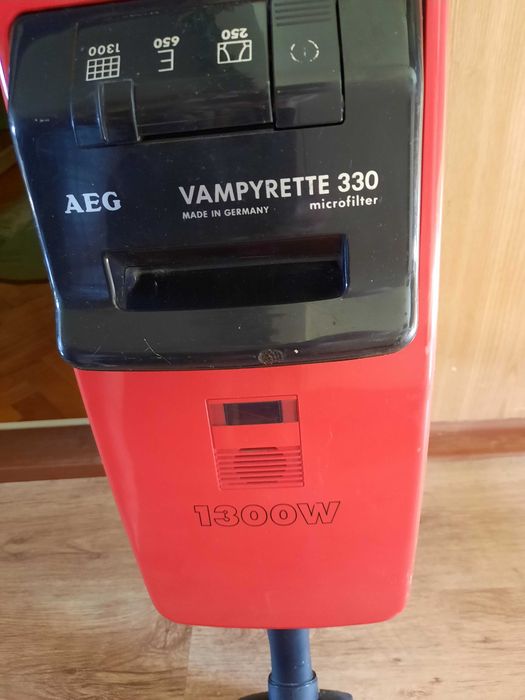 1300 650 250
AEG
VAMPYRETTE 330
MADE IN GERMANY
microfilter
1300W